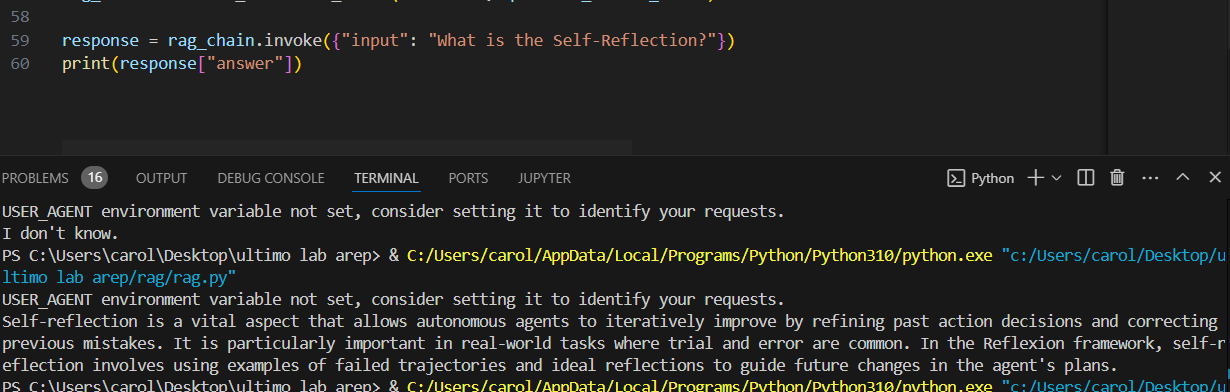 58
59 response = rag_chain.invoke({"input": "What is the Self-Reflection?"})
60 print(response["answer"])
PROBLEMS 16 OUTPUT DEBUG CONSOLE TERMINAL PORTS JUPYTER Python
USER_AGENT environment variable not set, consider setting it to identify your requests.
I don't know.
PS C:\Users\carol\Desktop\ultimo lab arep> & C:/Users/carol/AppData/Local/Programs/Python/Python310/python.exe "c:/Users/carol/Desktop/u
ltimo lab arep/rag/rag.py"
USER_AGENT environment variable not set, consider setting it to identify your requests.
Self-reflection is a vital aspect that allows autonomous agents to iteratively improve by refining past action decisions and correcting
previous mistakes. It is particularly important in real-world tasks where trial and error are common. In the Reflexion framework, self-r
eflection involves using examples of failed trajectories and ideal reflections to guide future changes in the agent's plans.
PS C:\Users\carol\Desktop\ultimo lab arep> & C:/Users/carol/AppData/Local/Programs/Python/Python310/python.exe "c:/Users/carol/Desktop/u